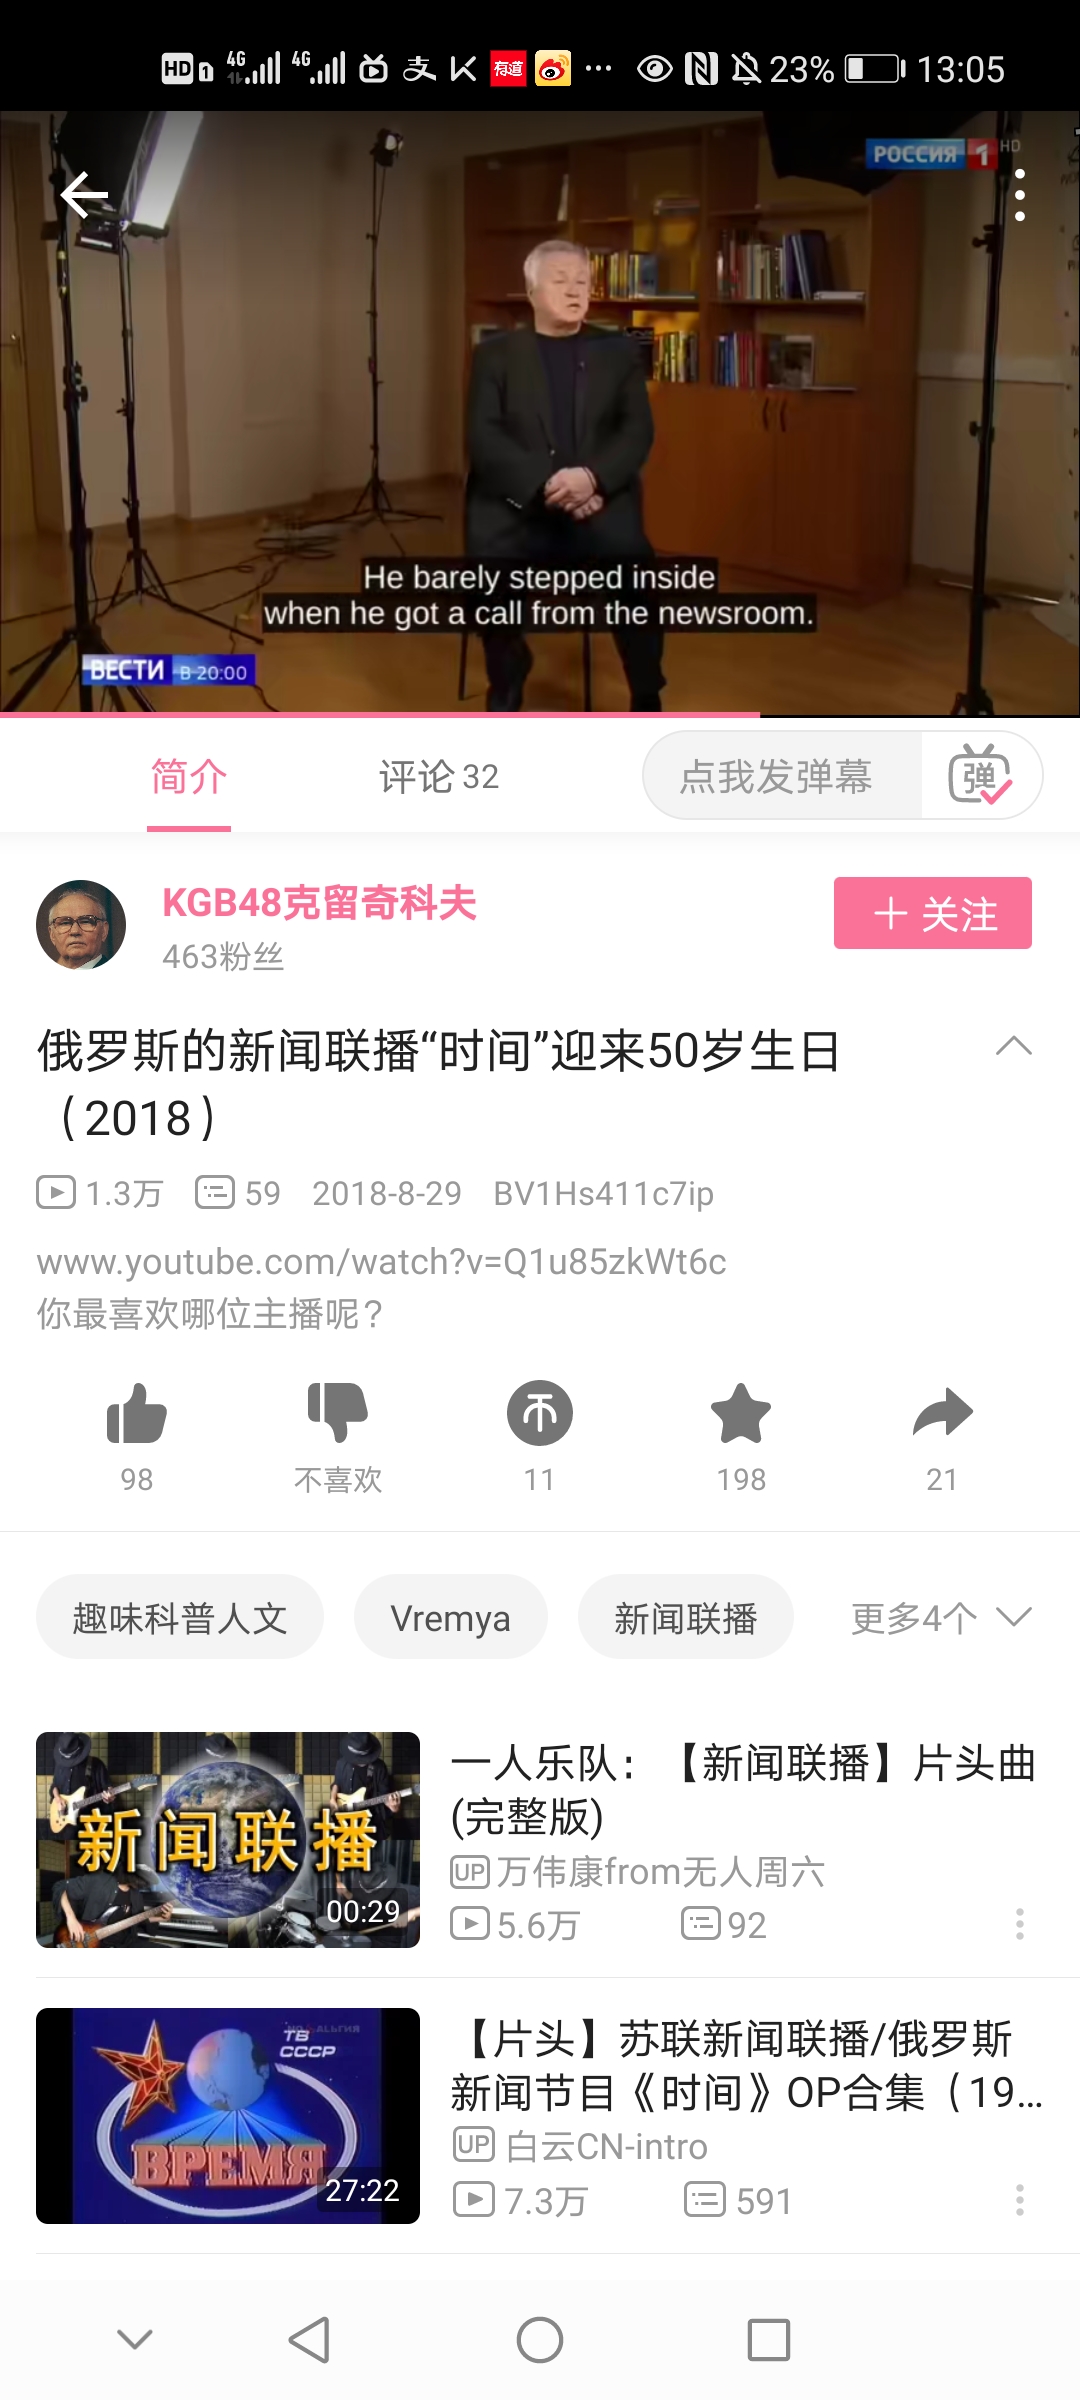 HD 1 4G 4G 支 K 有道 ... N 23% 13:05
РОССИЯ 1 HD
He barely stepped inside
when he got a call from the newsroom.
ВЕСТИ В 20:00
简介 评论 32 点我发弹幕 弹
KGB48克留奇科夫
463粉丝
+ 关注
俄罗斯的新闻联播“时间”迎来50岁生日
（2018）
1.3万 59 2018-8-29 BV1Hs411c7ip
www.youtube.com/watch?v=Q1u85zkWt6c
你最喜欢哪位主播呢？
98 不喜欢 11 198 21
趣味科普人文 Vremya 新闻联播 更多4个
新闻联播
00:29
一人乐队：【新闻联播】片头曲
(完整版)
UP 万伟康from无人周六
5.6万 92
ТВ
СССР
ВРЕМЯ
27:22
【片头】苏联新闻联播/俄罗斯
新闻节目《时间》OP合集（19...
UP 白云CN-intro
7.3万 591